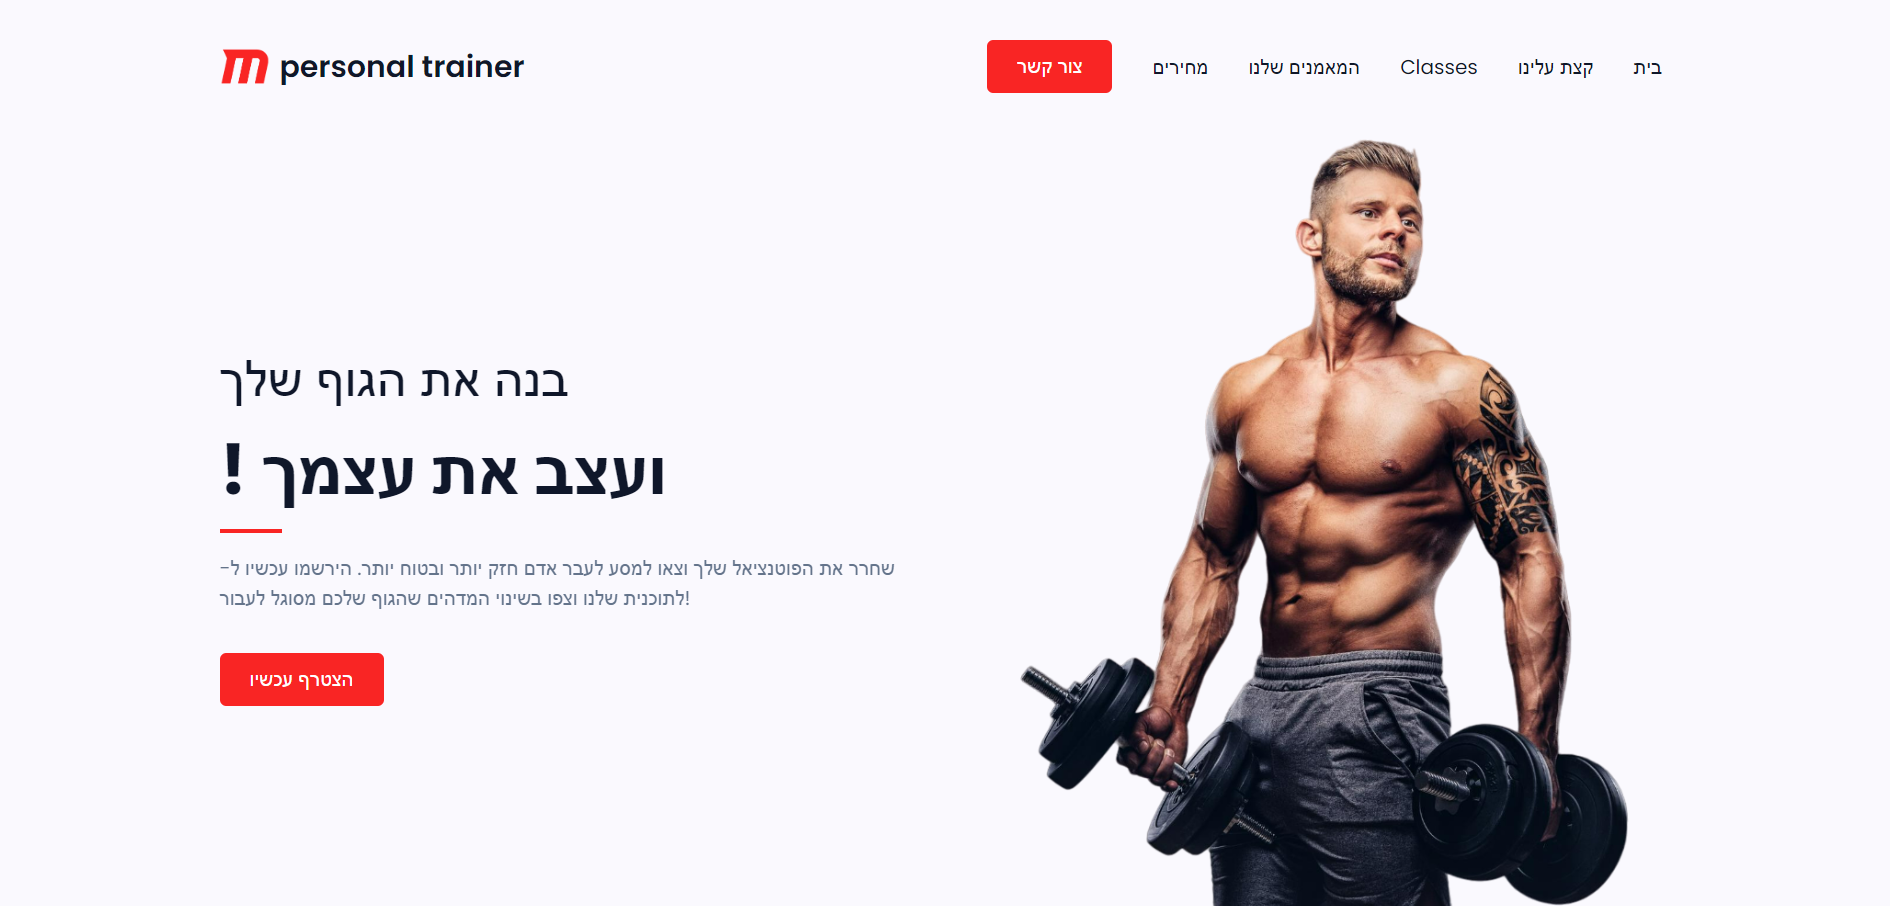 m personal trainer
בית
קצת עלינו
Classes
המאמנים שלנו
מחירים
צור קשר
בנה את הגוף שלך
ועצב את עצמך !
שחרר את הפוטנציאל שלך וצאו למסע לעבר אדם חזק יותר ובטוח יותר. הירשמו עכשיו ל-
!לתוכנית שלנו וצפו בשינוי המדהים שהגוף שלכם מסוגל לעבור
הצטרף עכשיו